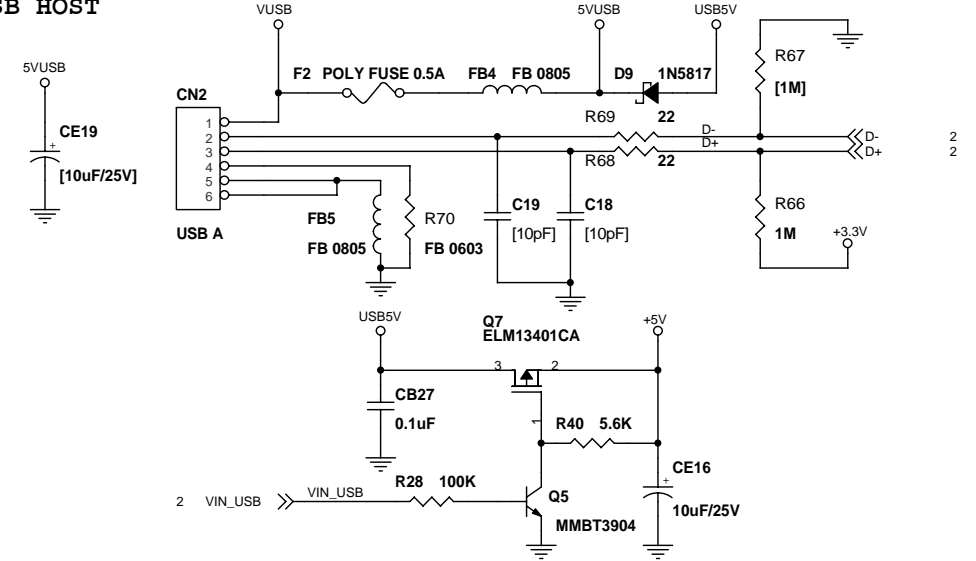 SB HOST
VUSB
5VUSB
USB5V
5VUSB
F2 POLY FUSE 0.5A
FB4 FB 0805
D9 1N5817
R67
[1M]
CN2
CE19
+
[10uF/25V]
1
2
3
4
5
6
USB A
R69 22
D-
D+
R68 22
D- 2
D+ 2
FB5
FB 0805
R70
FB 0603
C19
[10pF]
C18
[10pF]
R66
1M
+3.3V
USB5V
Q7
ELM13401CA
+5V
3
2
1
CB27
0.1uF
R40 5.6K
CE16
+
10uF/25V
2 VIN_USB
VIN_USB
R28 100K
Q5
MMBT3904